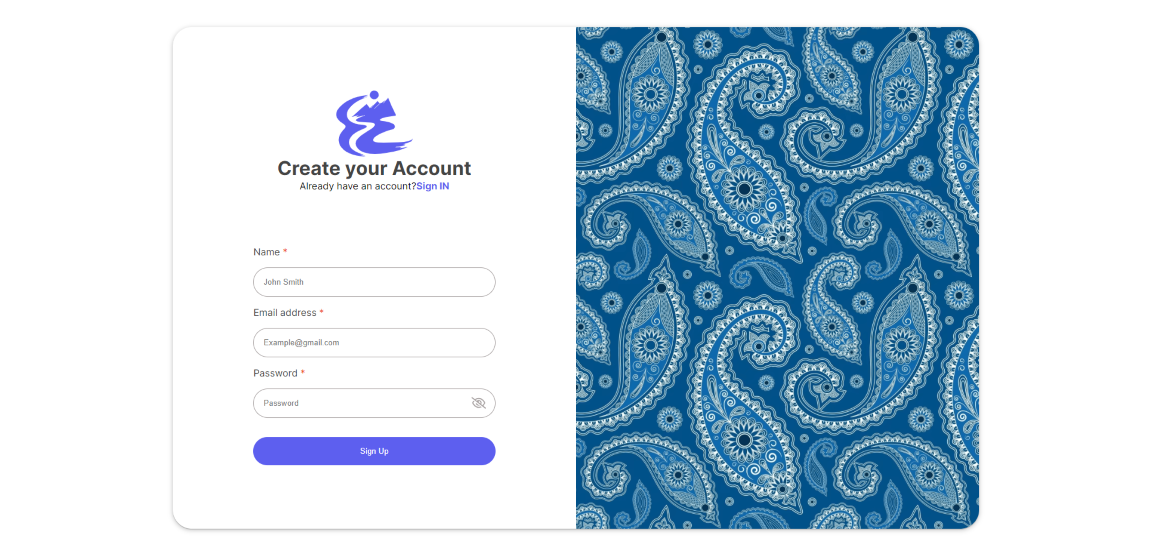 Create your Account
Already have an account?Sign IN
Name *
John Smith
Email address *
Example@gmail.com
Password *
Password
Sign Up